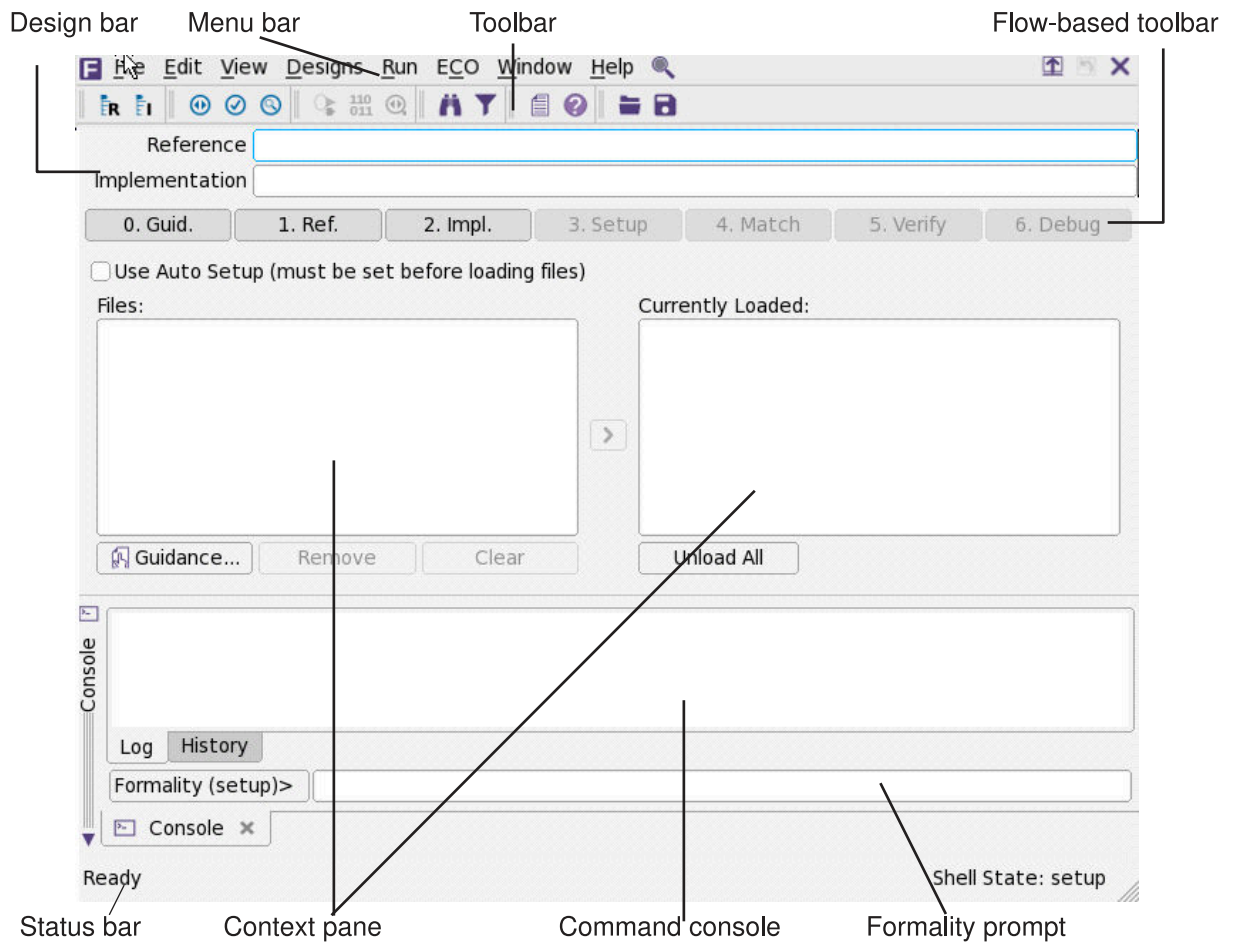 Design bar Menu bar Toolbar Flow-based toolbar
F File Edit View Designs Run ECO Window Help
R I 110 011 ?
Reference
Implementation
0. Guid. 1. Ref. 2. Impl. 3. Setup 4. Match 5. Verify 6. Debug
Use Auto Setup (must be set before loading files)
Files: Currently Loaded:
Guidance... Remove Clear Unload All
Console
Log History
Formality (setup)>
Console
Ready Shell State: setup
Status bar Context pane Command console Formality prompt